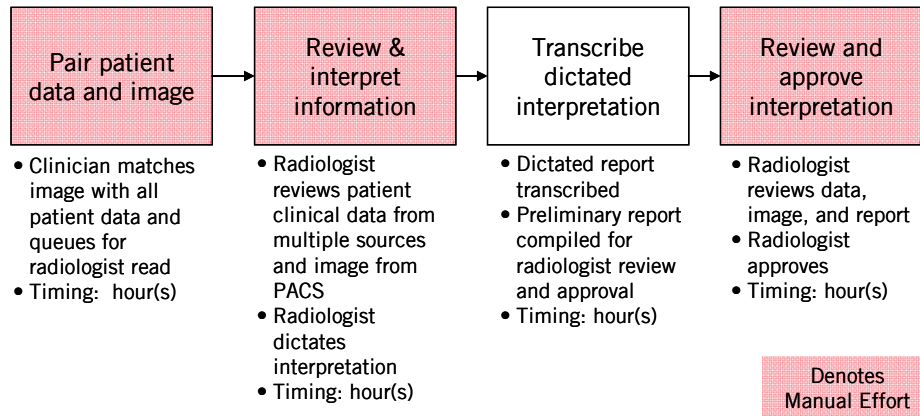 Pair patient
data and image
Review &
interpret
information
Transcribe
dictated
interpretation
Review and
approve
interpretation
• Clinician matches
image with all
patient data and
queues for
radiologist read
• Timing: hour(s)
• Radiologist
reviews patient
clinical data from
multiple sources
and image from
PACS
• Radiologist
dictates
interpretation
• Timing: hour(s)
• Dictated report
transcribed
• Preliminary report
compiled for
radiologist review
and approval
• Timing: hour(s)
• Radiologist
reviews data,
image, and report
• Radiologist
approves
• Timing: hour(s)
Denotes
Manual Effort